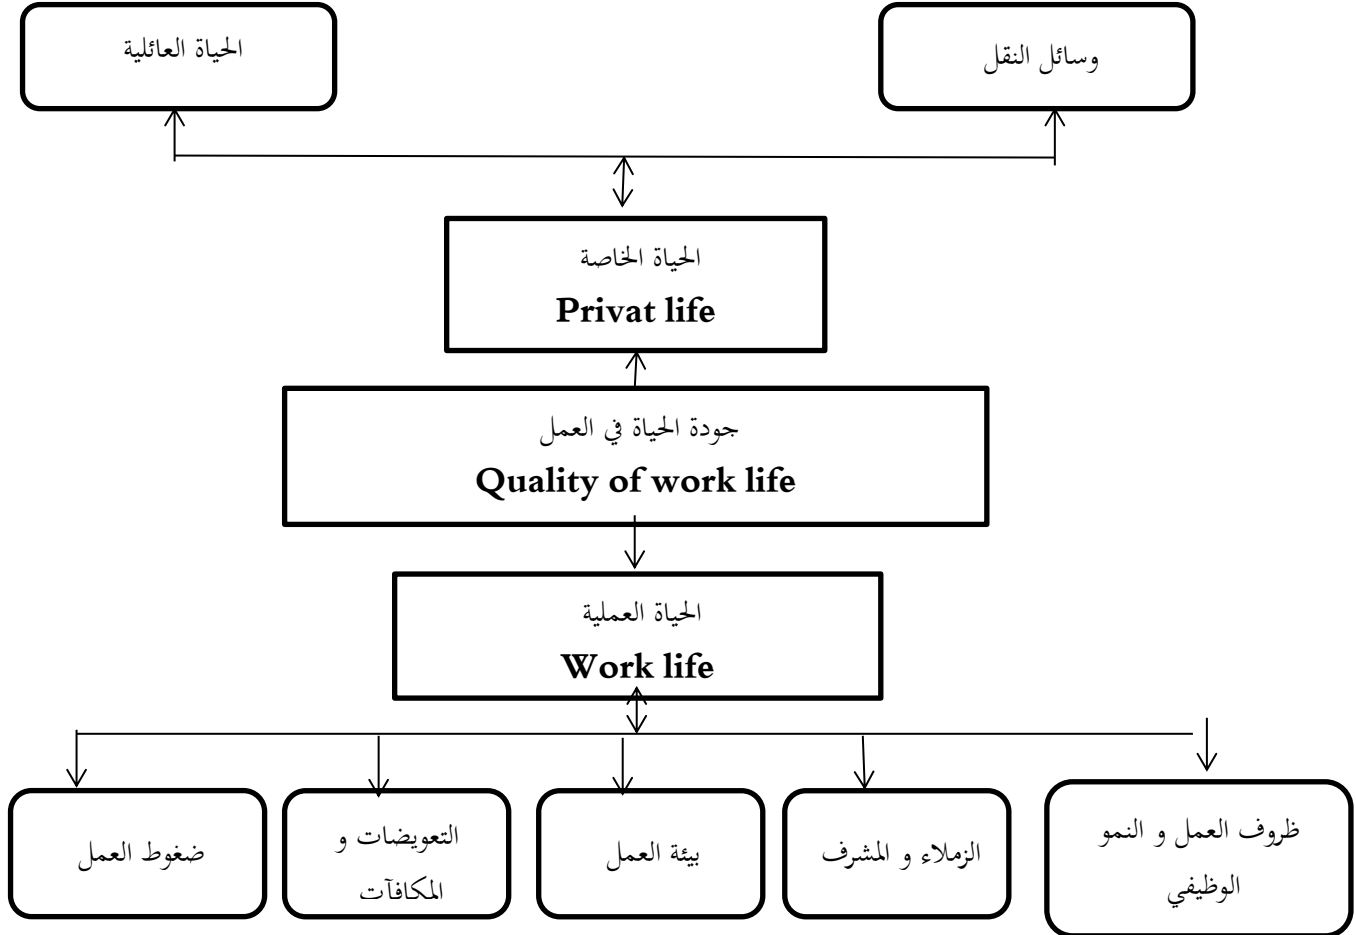 وسائل النقل
الحياة العائلية
الحياة الخاصة
Privat life
جودة الحياة في العمل
Quality of work life
الحياة العملية
Work life
ظروف العمل و النمو
الوظيفي
الزملاء و المشرف
بيئة العمل
التعويضات و
المكافآت
ضغوط العمل